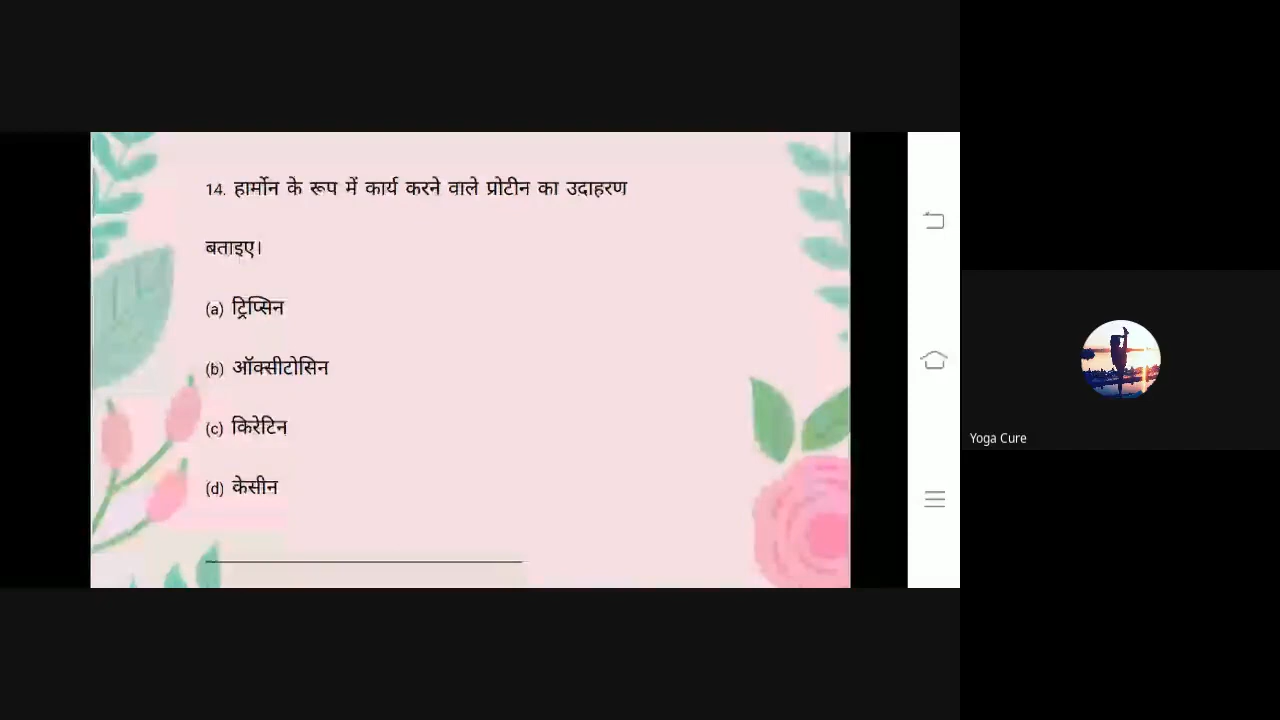 14. हार्मोन के रूप में कार्य करने वाले प्रोटीन का उदाहरण
बताइए।
(a) ट्रिप्सिन
(b) ऑक्सीटोसिन
(c) किरेटिन
(d) केसीन
Yoga Cure